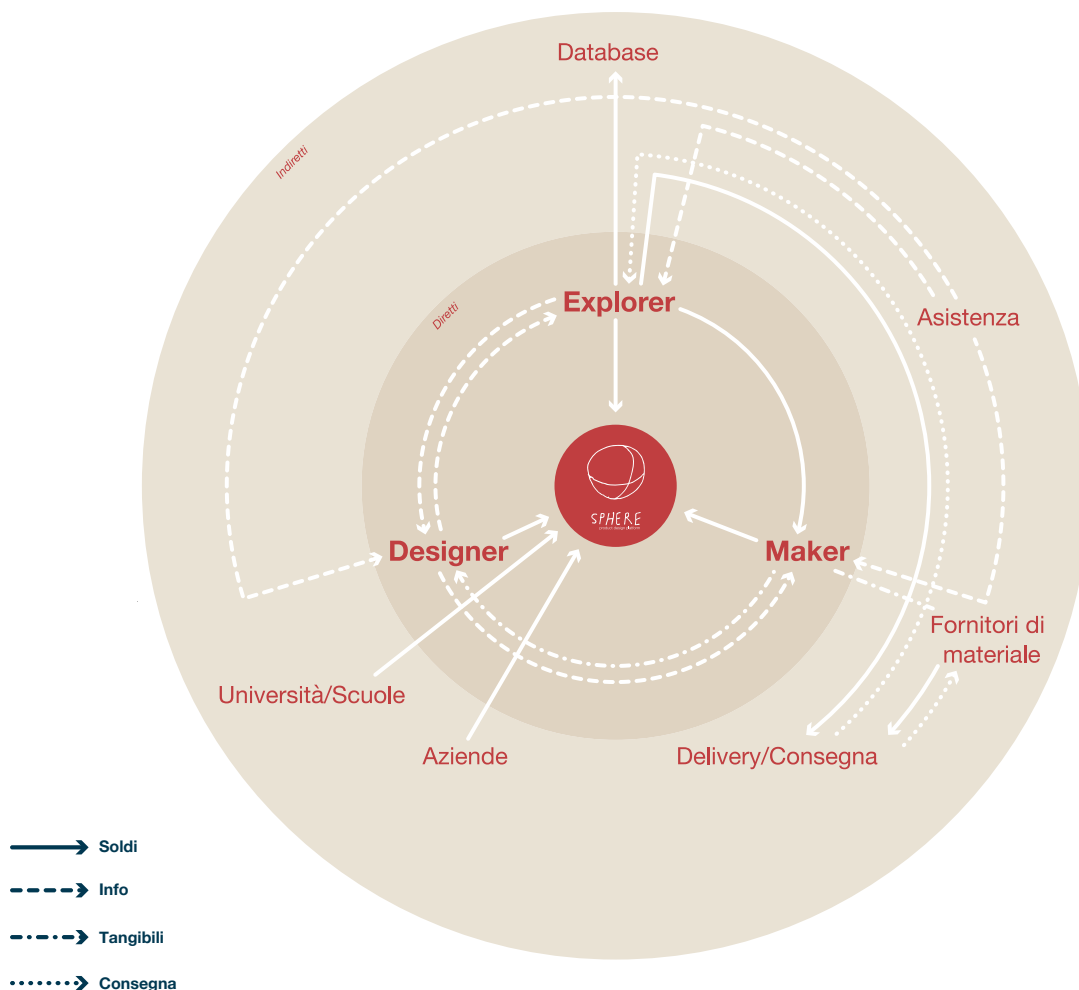 Database
Indiretti
Diretti
Explorer
Asistenza
SPHERE
Designer
Maker
Fornitori di
materiale
Università/Scuole
Aziende
Delivery/Consegna
Soldi
Info
Tangibili
Consegna